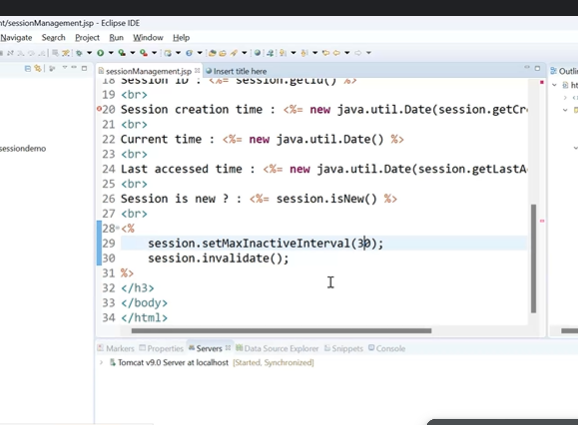 nt/sessionManagement.jsp - Eclipse IDE
Navigate Search Project Run Window Help
sessionManagement.jsp Insert title here
Outlin
18 Session ID : <%= session.getId() %>
19 <br>
20 Session creation time : <%= new java.util.Date(session.getCr
21 <br>
22 Current time : <%= new java.util.Date() %>
23 <br>
24 Last accessed time : <%= new java.util.Date(session.getLastA
25 <br>
26 Session is new ? : <%= session.isNew() %>
27 <br>
28 <%
29 session.setMaxInactiveInterval(30);
30 session.invalidate();
31 %>
32 </h3>
33 </body>
34 </html>
sessiondemo
Markers Properties Servers Data Source Explorer Snippets Console
Tomcat v9.0 Server at localhost [Started, Synchronized]